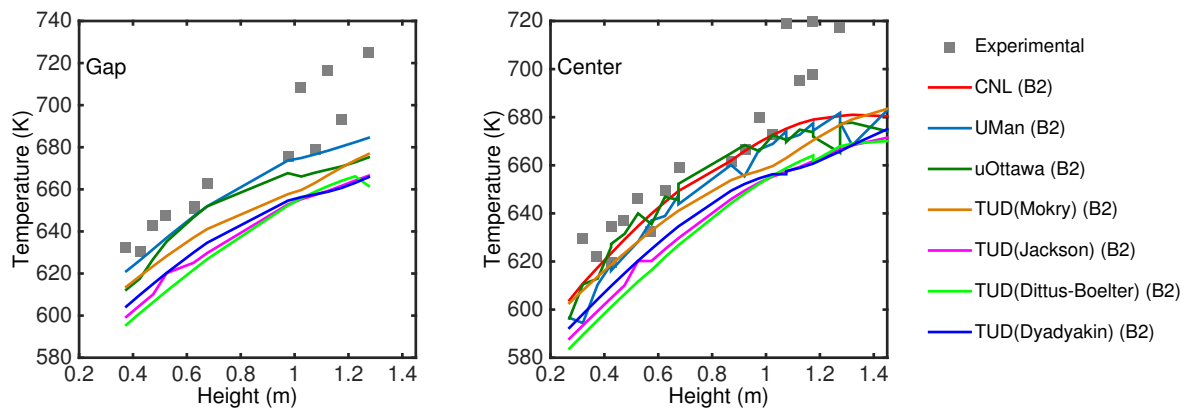 740
720
700
680
660
640
620
600
580
Temperature (K)
Gap
0.2 0.4 0.6 0.8 1 1.2 1.4
Height (m)
720
700
680
660
640
620
600
580
Temperature (K)
Center
0.2 0.4 0.6 0.8 1 1.2 1.4
Height (m)
Experimental
CNL (B2)
UMan (B2)
uOttawa (B2)
TUD(Mokry) (B2)
TUD(Jackson) (B2)
TUD(Dittus-Boelter) (B2)
TUD(Dyadyakin) (B2)